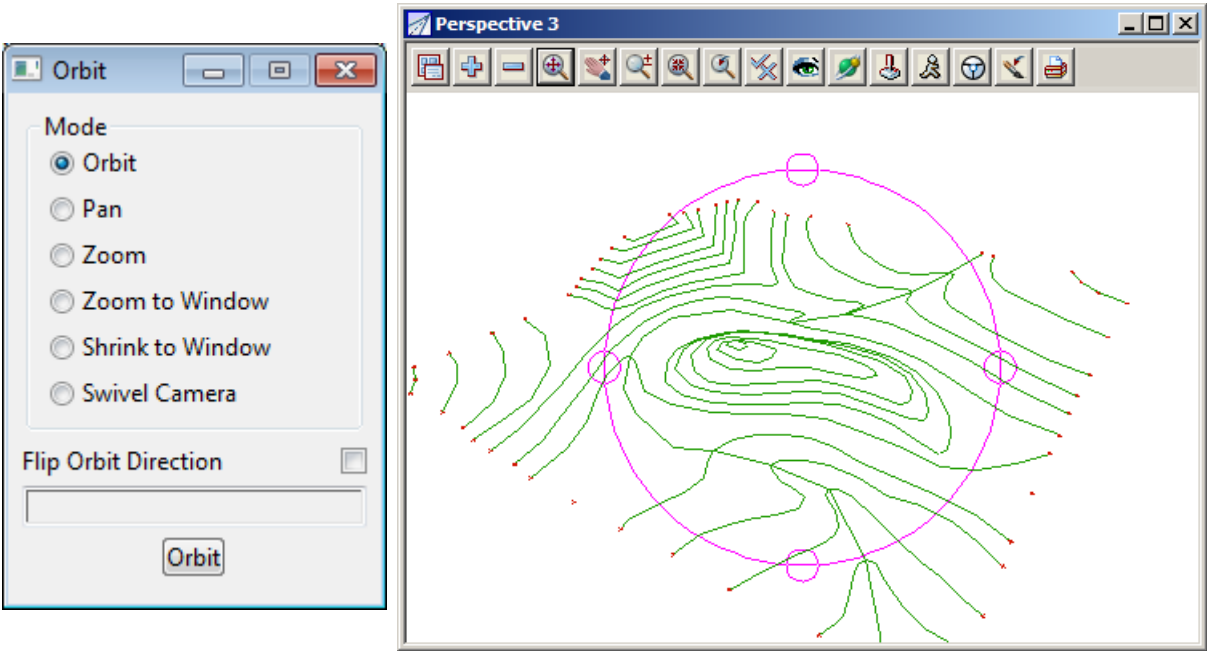 Orbit
Mode
Orbit
Pan
Zoom
Zoom to Window
Shrink to Window
Swivel Camera
Flip Orbit Direction
Orbit
Perspective 3